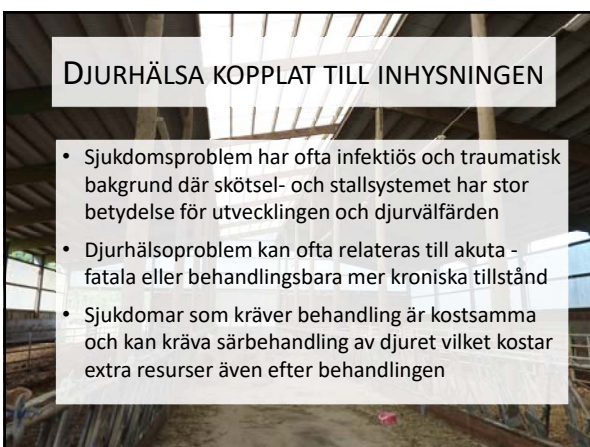 DJURHÄLSA KOPPLAT TILL INHYSNINGEN
• Sjukdomsproblem har ofta infektiös och traumatisk
bakgrund där skötsel- och stallsystemet har stor
betydelse för utvecklingen och djurvälfärden
• Djurhälsoproblem kan ofta relateras till akuta -
fatala eller behandlingsbara mer kroniska tillstånd
• Sjukdomar som kräver behandling är kostsamma
och kan kräva särbehandling av djuret vilket kostar
extra resurser även efter behandlingen